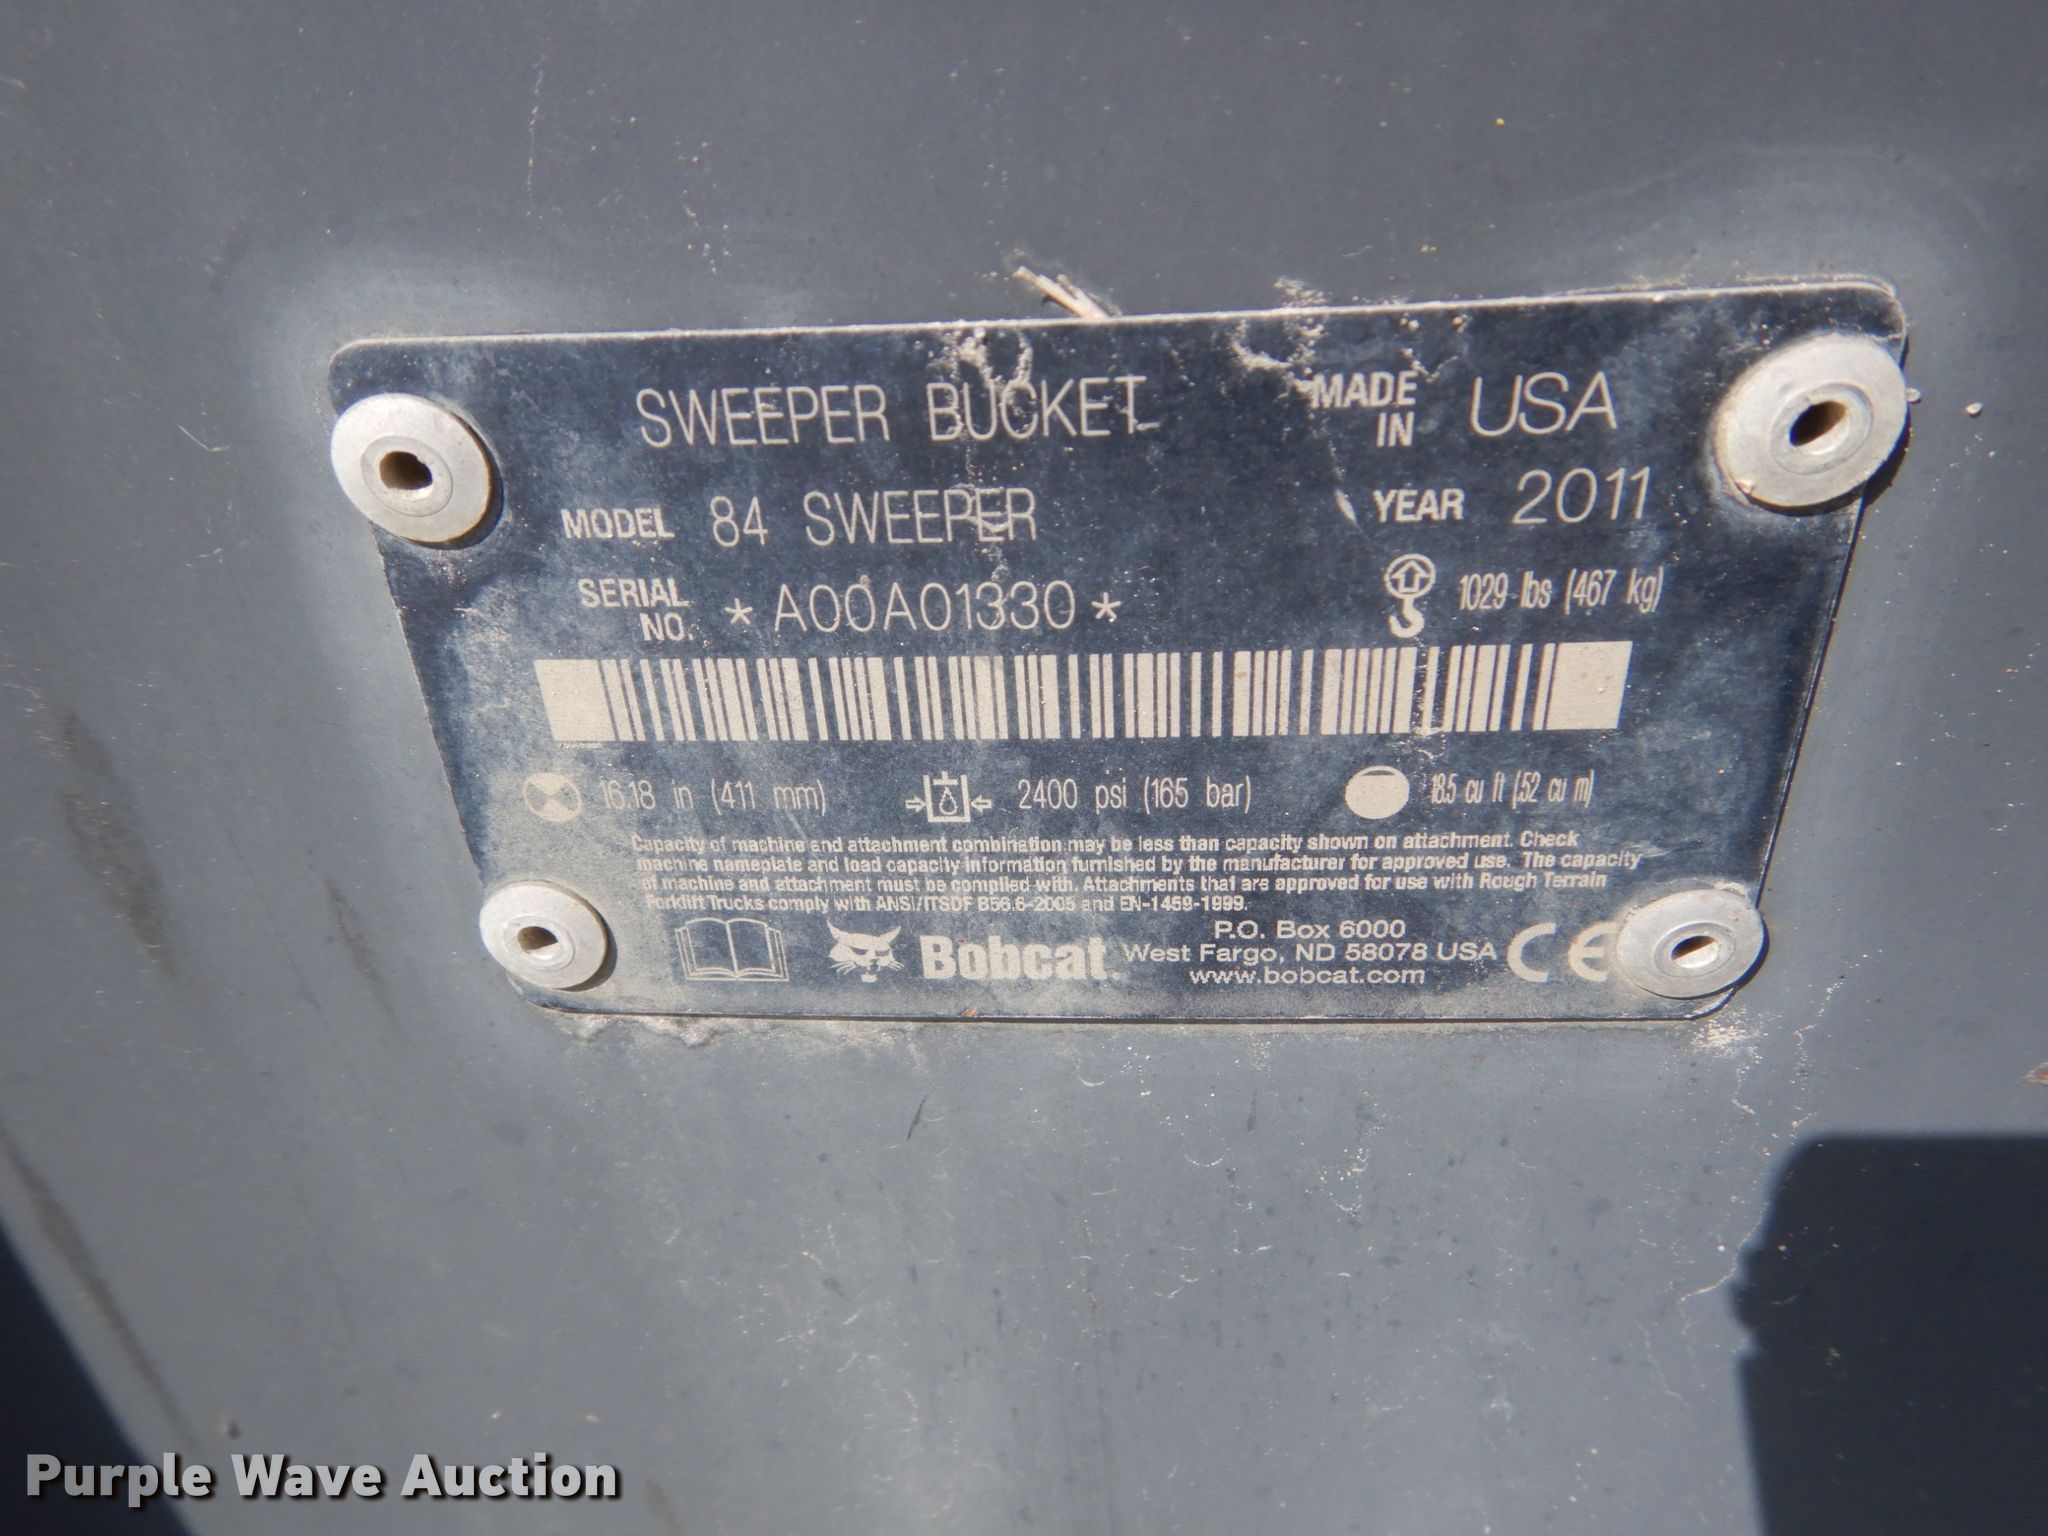 SWEEPER BUCKET MADE IN USA
MODEL 84 SWEEPER YEAR 2011
SERIAL NO. *A00A01330* 1029 lbs (467 kg)
16.18 in (411 mm) 2400 psi (165 bar) 18.5 cu ft (.52 cu m)
Capacity of machine and attachment combination may be less than capacity shown on attachment. Check
machine nameplate and load capacity information furnished by the manufacturer for approved use. The capacity
of machine and attachment must be complied with. Attachments that are approved for use with Rough Terrain
Forklift Trucks comply with ANSI/ITSDF B56.6-2005 and EN-1459-1999.
Bobcat. P.O. Box 6000
West Fargo, ND 58078 USA CE
www.bobcat.com
Purple Wave Auction